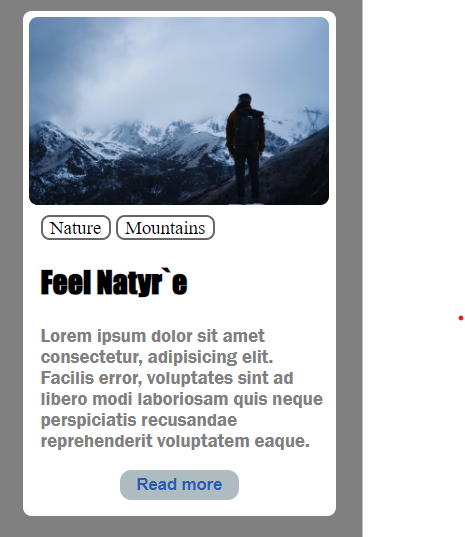 Nature Mountains
Feel Natyr`e
Lorem ipsum dolor sit amet
consectetur, adipisicing elit.
Facilis error, voluptates sint ad
libero modi laboriosam quis neque
perspiciatis recusandae
reprehenderit voluptatem eaque.
Read more